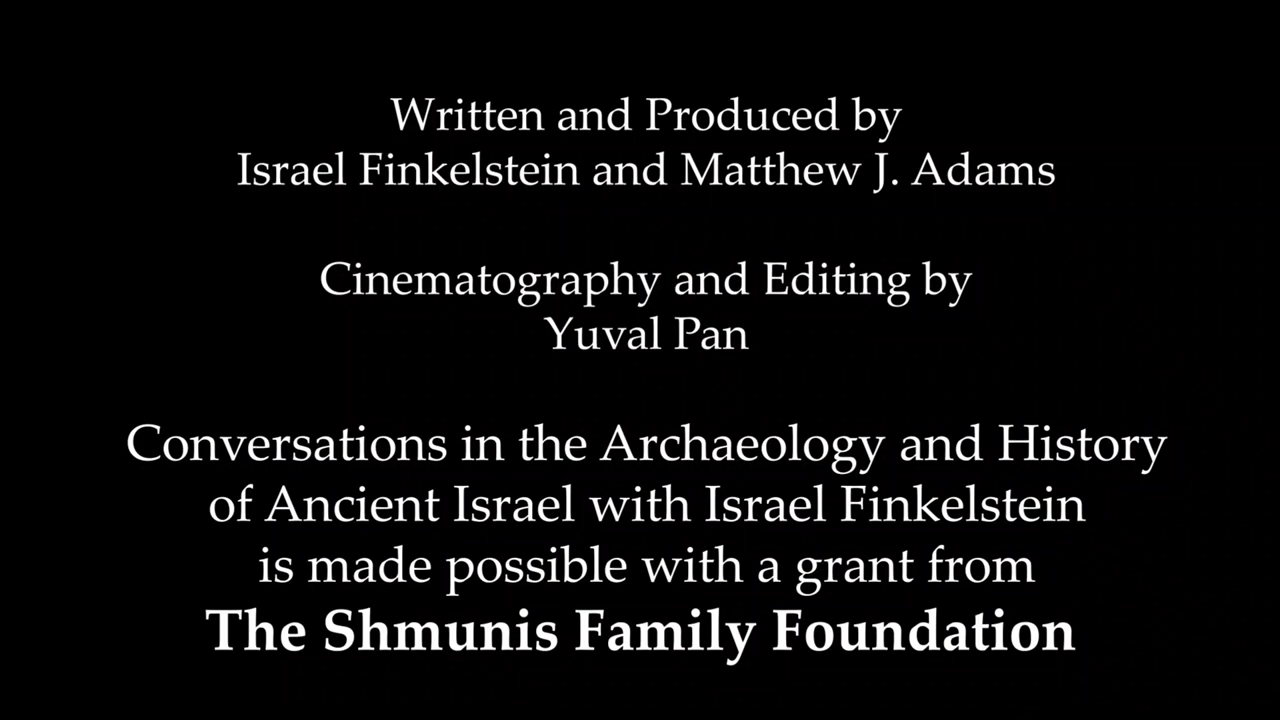 Written and Produced by
Israel Finkelstein and Matthew J. Adams
Cinematography and Editing by
Yuval Pan
Conversations in the Archaeology and History
of Ancient Israel with Israel Finkelstein
is made possible with a grant from
The Shmunis Family Foundation